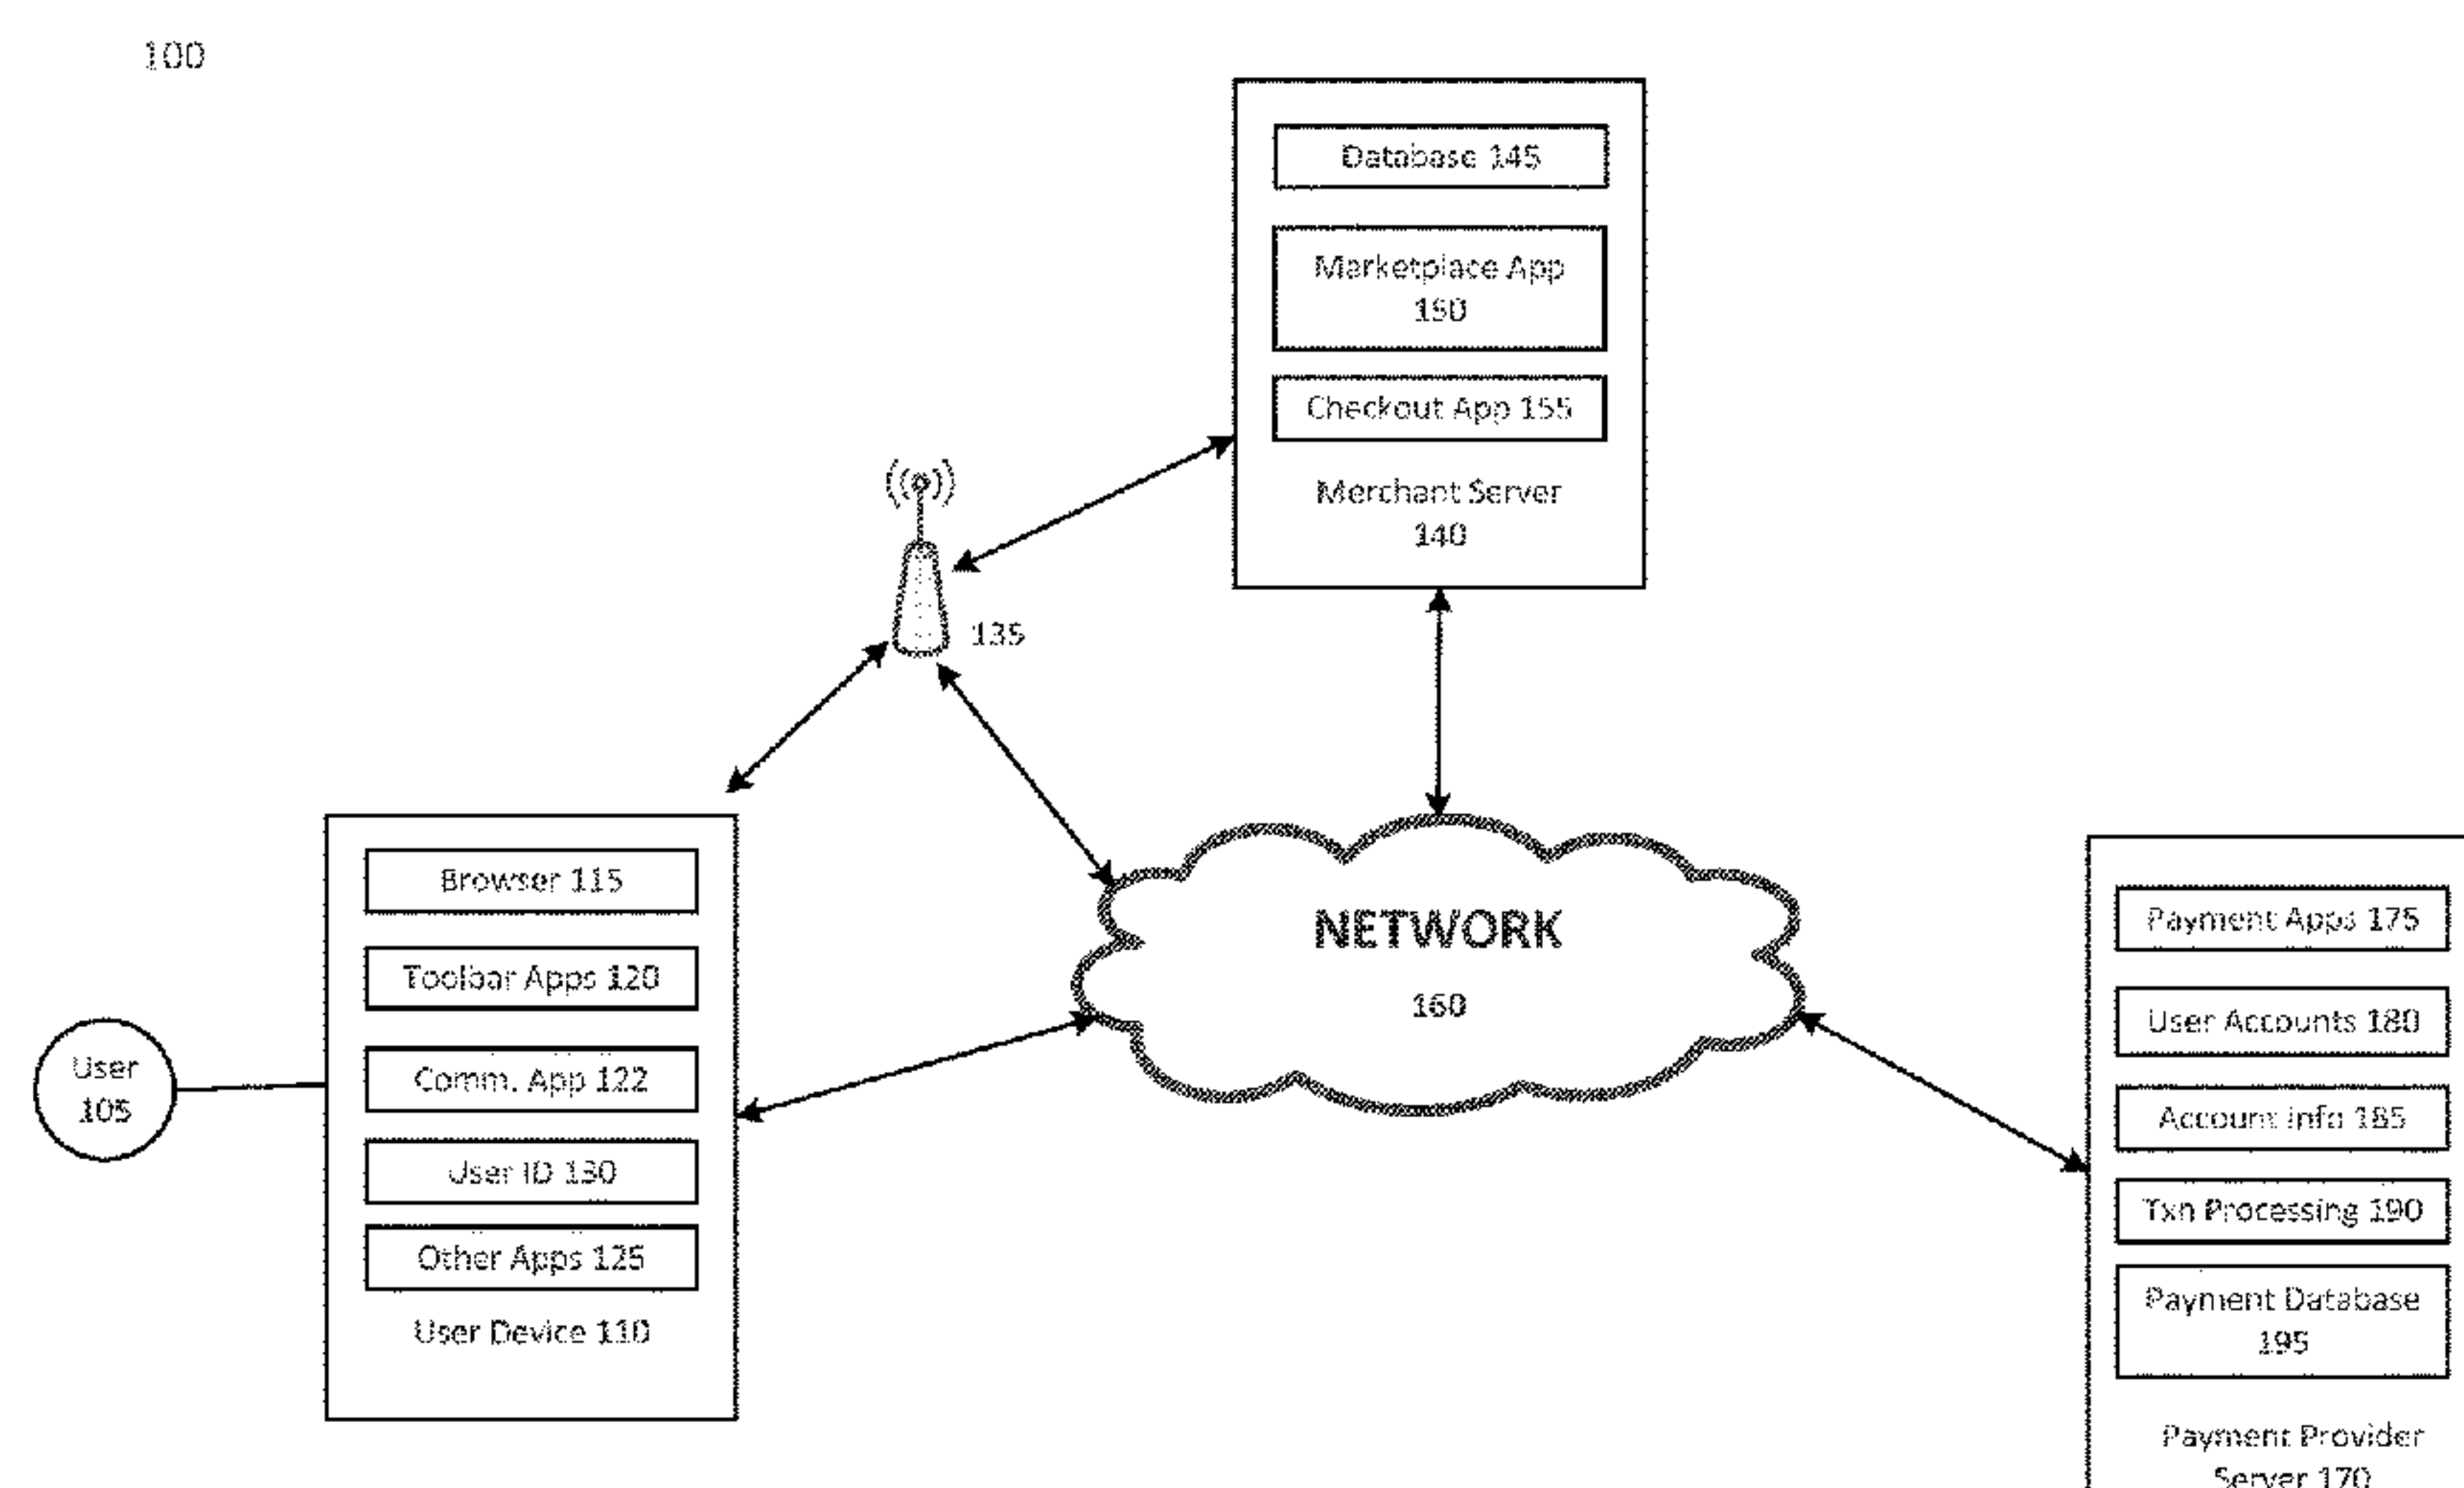 100
Database 145
Marketplace App
150
Checkout App 155
Merchant Server
140
135
Browser 115
Toolbar Apps 120
Comm. App 122
User ID 130
Other Apps 125
User Device 110
User
105
NETWORK
160
Payment Apps 175
User Accounts 180
Account Info 185
Txn Processing 190
Payment Database
195
Payment Provider
Server 170